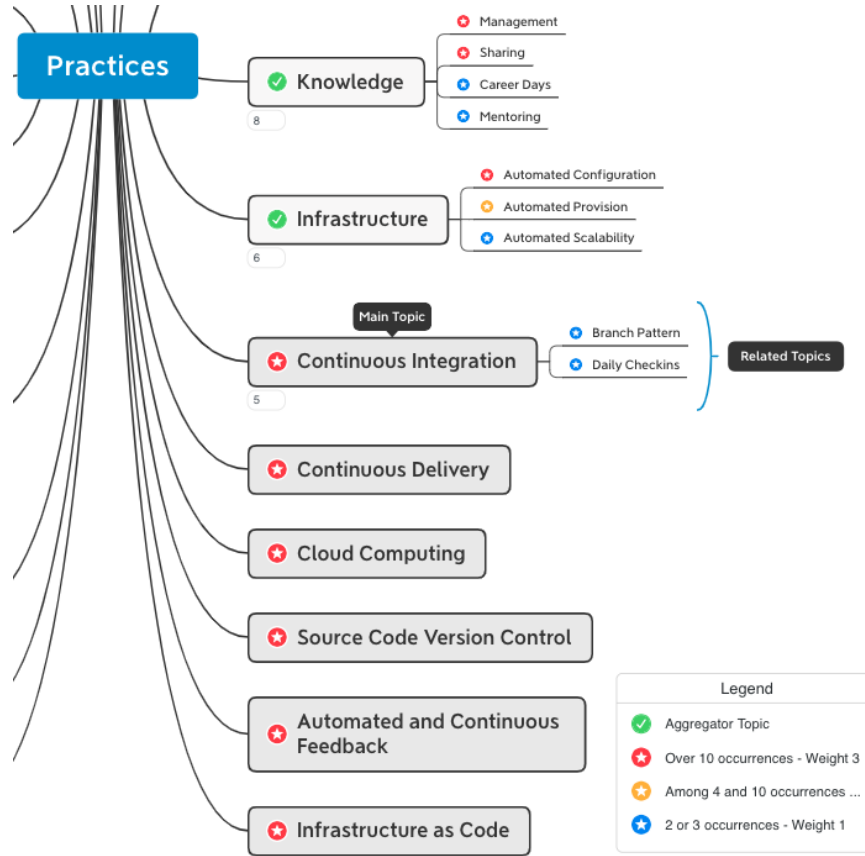 Practices
Knowledge
8
Management
Sharing
Career Days
Mentoring
Infrastructure
6
Automated Configuration
Automated Provision
Automated Scalability
Main Topic
Continuous Integration
5
Branch Pattern
Daily Checkins
Related Topics
Continuous Delivery
Cloud Computing
Source Code Version Control
Automated and Continuous
Feedback
Infrastructure as Code
Legend
Aggregator Topic
Over 10 occurrences - Weight 3
Among 4 and 10 occurrences ...
2 or 3 occurrences - Weight 1